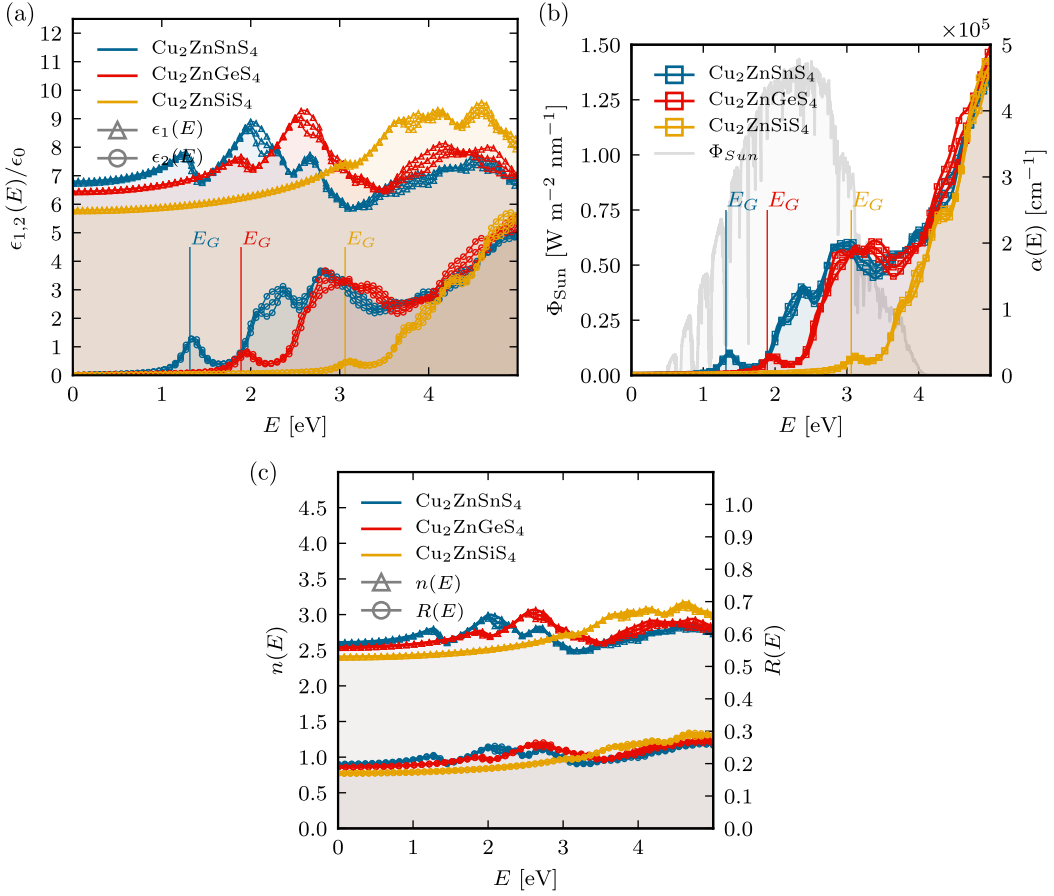 (a)
12
11
10
9
8
7
6
5
4
3
2
1
0
ϵ1,2(E)/ϵ0
Cu2ZnSnS4
Cu2ZnGeS4
Cu2ZnSiS4
ϵ1(E)
ϵ2(E)
EG
EG
EG
0
1
2
3
4
E [eV]
(b)
×10^5
1.50
1.25
1.00
0.75
0.50
0.25
0.00
ΦSun [W m−2 nm−1]
Cu2ZnSnS4
Cu2ZnGeS4
Cu2ZnSiS4
ΦSun
EG
EG
EG
5
4
3
2
1
0
α(E) [cm−1]
0
1
2
3
4
E [eV]
(c)
0
1
2
3
4
4.5
4.0
3.5
3.0
2.5
2.0
1.5
1.0
0.5
0.0
n(E)
Cu2ZnSnS4
Cu2ZnGeS4
Cu2ZnSiS4
n(E)
R(E)
1.0
0.9
0.8
0.7
0.6
0.5
0.4
0.3
0.2
0.1
0.0
R(E)
0
1
2
3
4
E [eV]